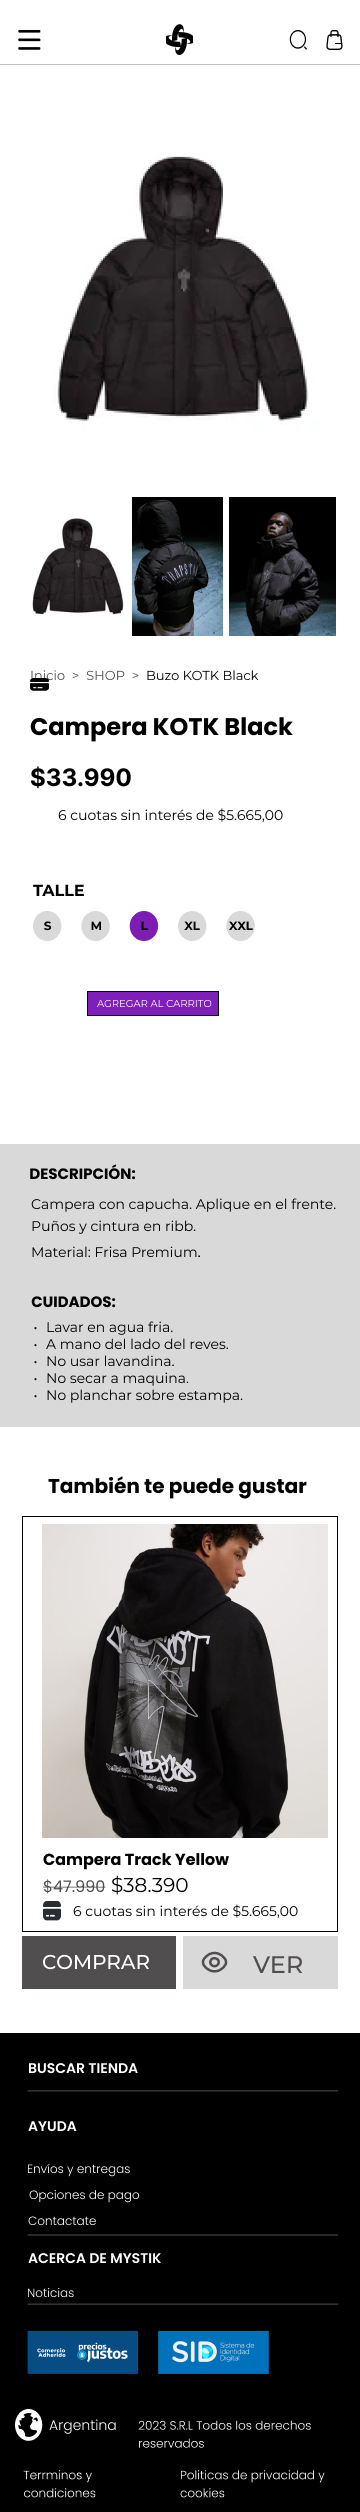 TRAPSTAR
Inicio > SHOP > Buzo KOTK Black
Campera KOTK Black
$33.990
6 cuotas sin interés de $5.665,00
TALLE
S M L XL XXL
AGREGAR AL CARRITO
DESCRIPCIÓN:
Campera con capucha. Aplique en el frente.
Puños y cintura en ribb.
Material: Frisa Premium.
CUIDADOS:
• Lavar en agua fria.
• A mano del lado del reves.
• No usar lavandina.
• No secar a maquina.
• No planchar sobre estampa.
También te puede gustar
Campera Track Yellow
$47.990 $38.390
6 cuotas sin interés de $5.665,00
COMPRAR VER
BUSCAR TIENDA
AYUDA
Envíos y entregas
Opciones de pago
Contactate
ACERCA DE MYSTIK
Noticias
Comercio
Adherido
precios
justos
SID
Sistema de
Identidad
Digital
Argentina
2023 S.R.L Todos los derechos
reservados
Terrminos y
condiciones
Politicas de privacidad y
cookies